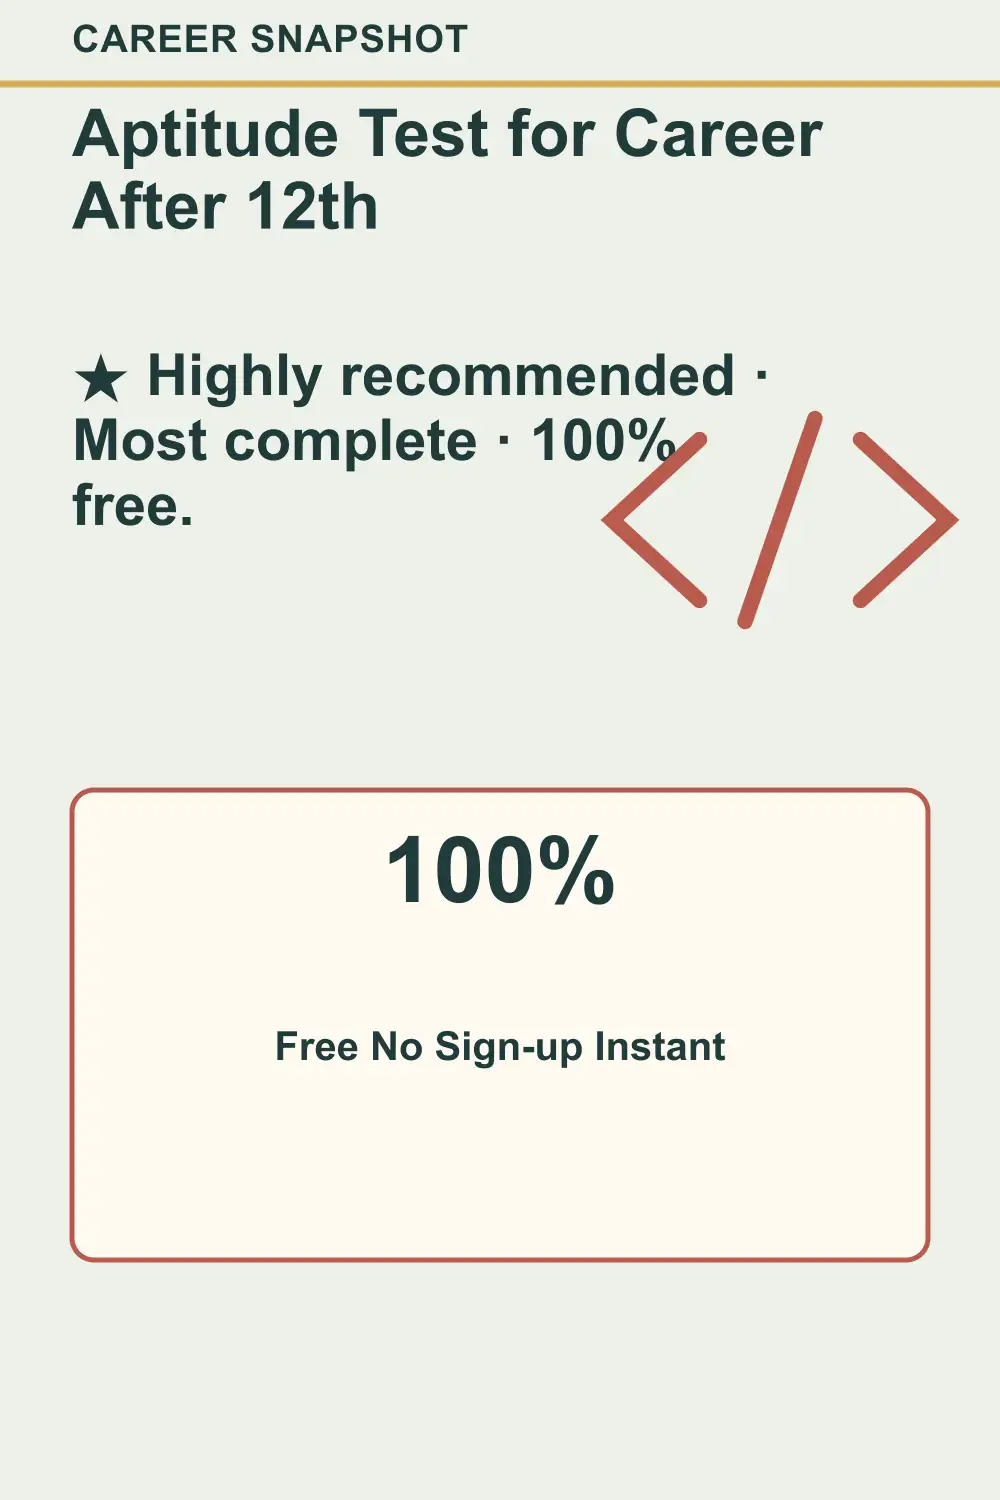 CAREER SNAPSHOT
Aptitude Test for Career
After 12th
★ Highly recommended ·
Most complete · 100%
free.
100%
Free No Sign-up Instant